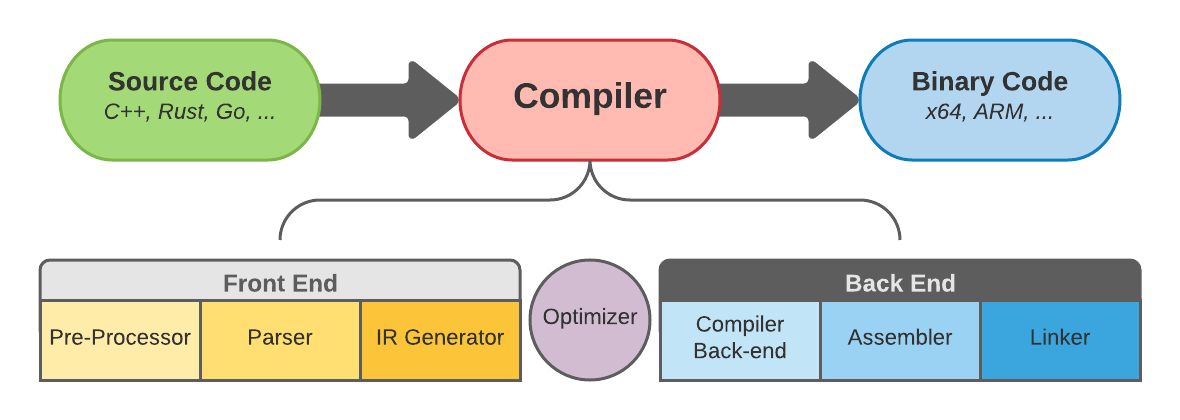 Source Code
C++, Rust, Go, ...
Compiler
Binary Code
x64, ARM, ...
Front End
Pre-Processor
Parser
IR Generator
Optimizer
Back End
Compiler
Back-end
Assembler
Linker